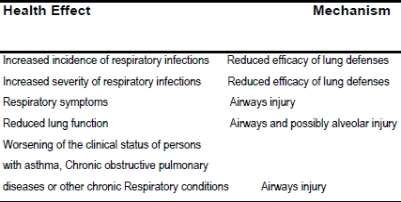 Health Effect Mechanism
Increased incidence of respiratory infections Reduced efficacy of lung defenses
Increased severity of respiratory infections Reduced efficacy of lung defenses
Respiratory symptoms Airways injury
Reduced lung function Airways and possibly alveolar injury
Worsening of the clinical status of persons
with asthma, Chronic obstructive pulmonary
diseases or other chronic Respiratory conditions Airways injury